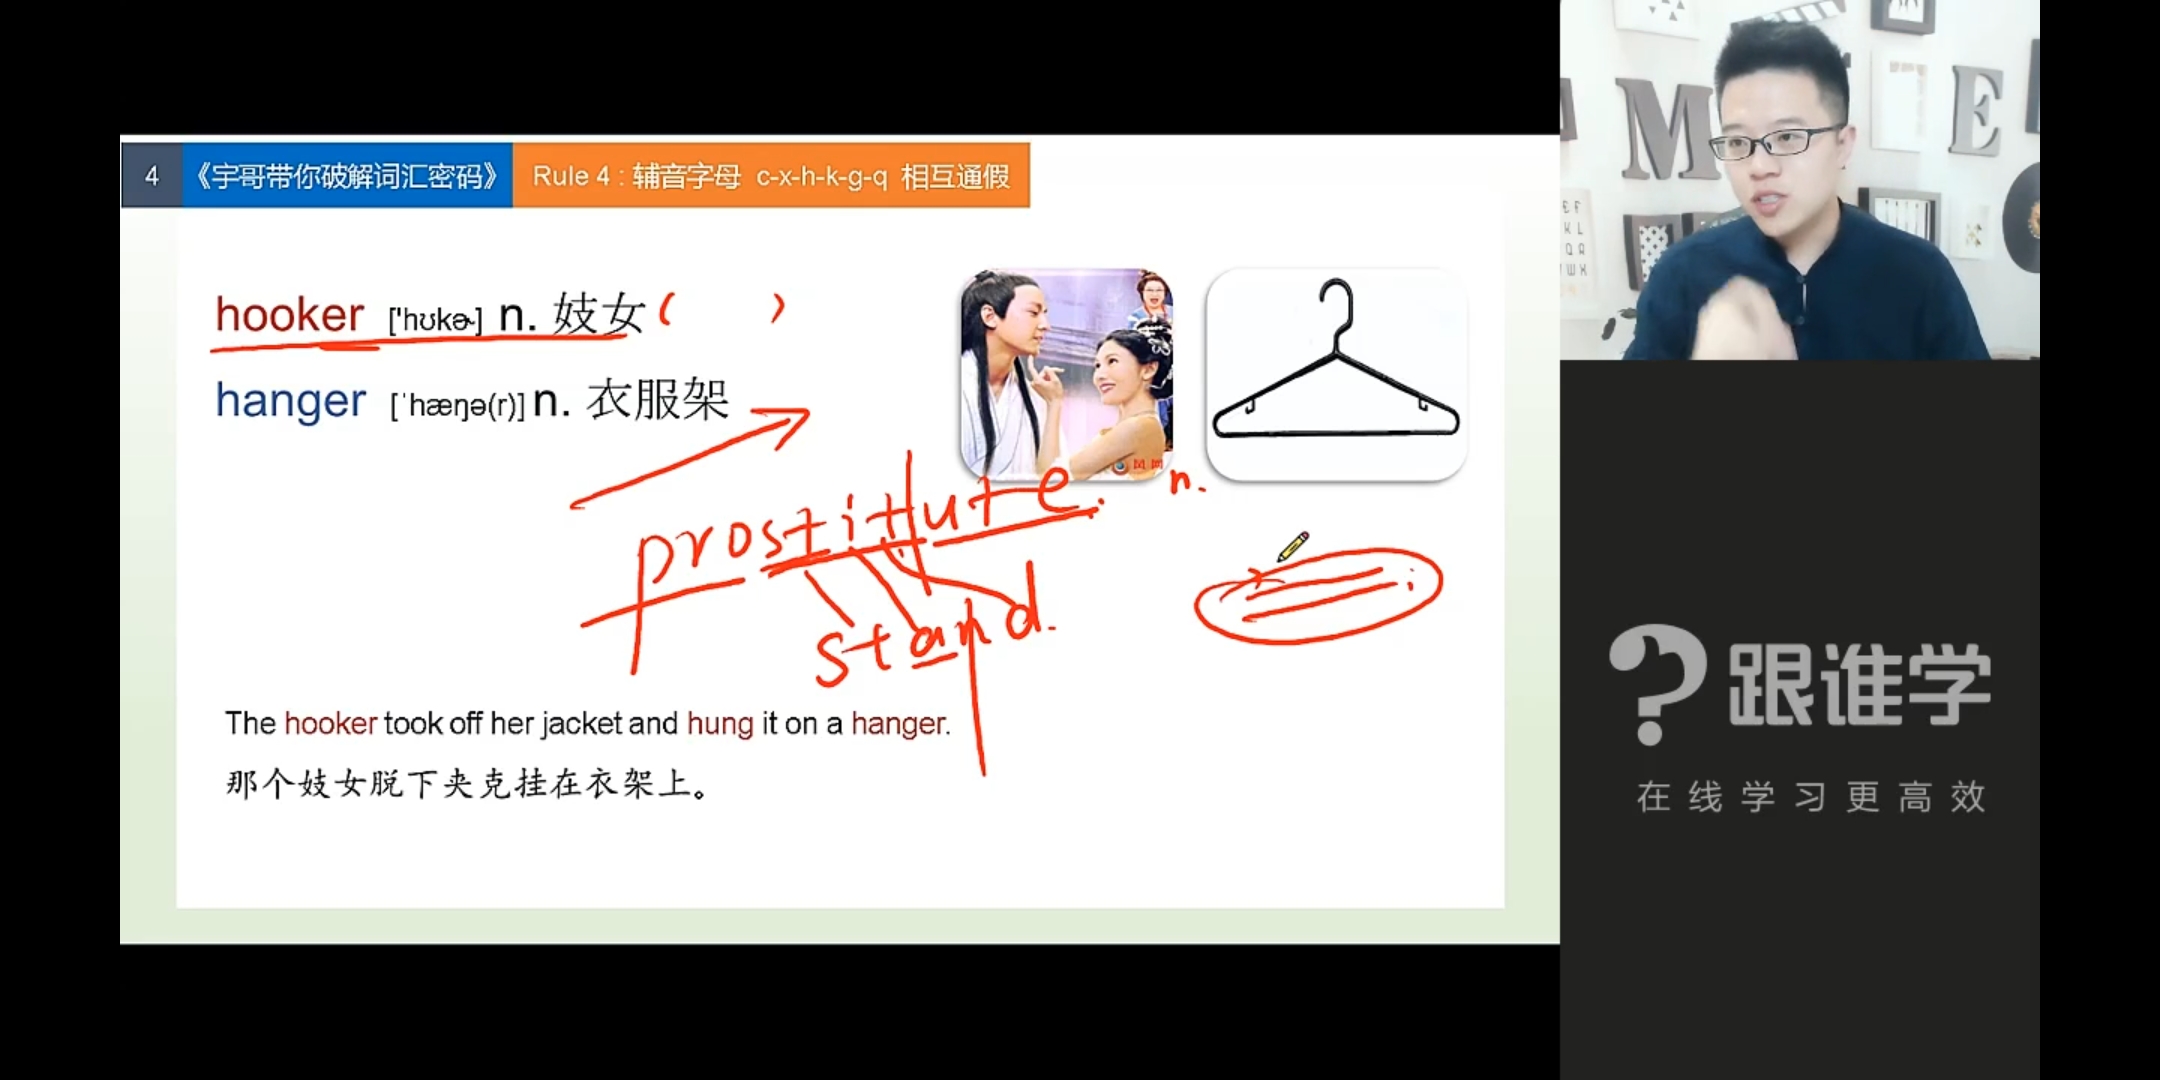 4 《宇哥带你破解词汇密码》 Rule 4 : 辅音字母 c-x-h-k-g-q 相互通假
M E
hooker ['hʊkɚ] n. 妓女 ( )
hanger [ˈhæŋə(r)] n. 衣服架
prostitute. n.
stand.
The hooker took off her jacket and hung it on a hanger.
那个妓女脱下夹克挂在衣架上。
跟谁学
在线学习更高效